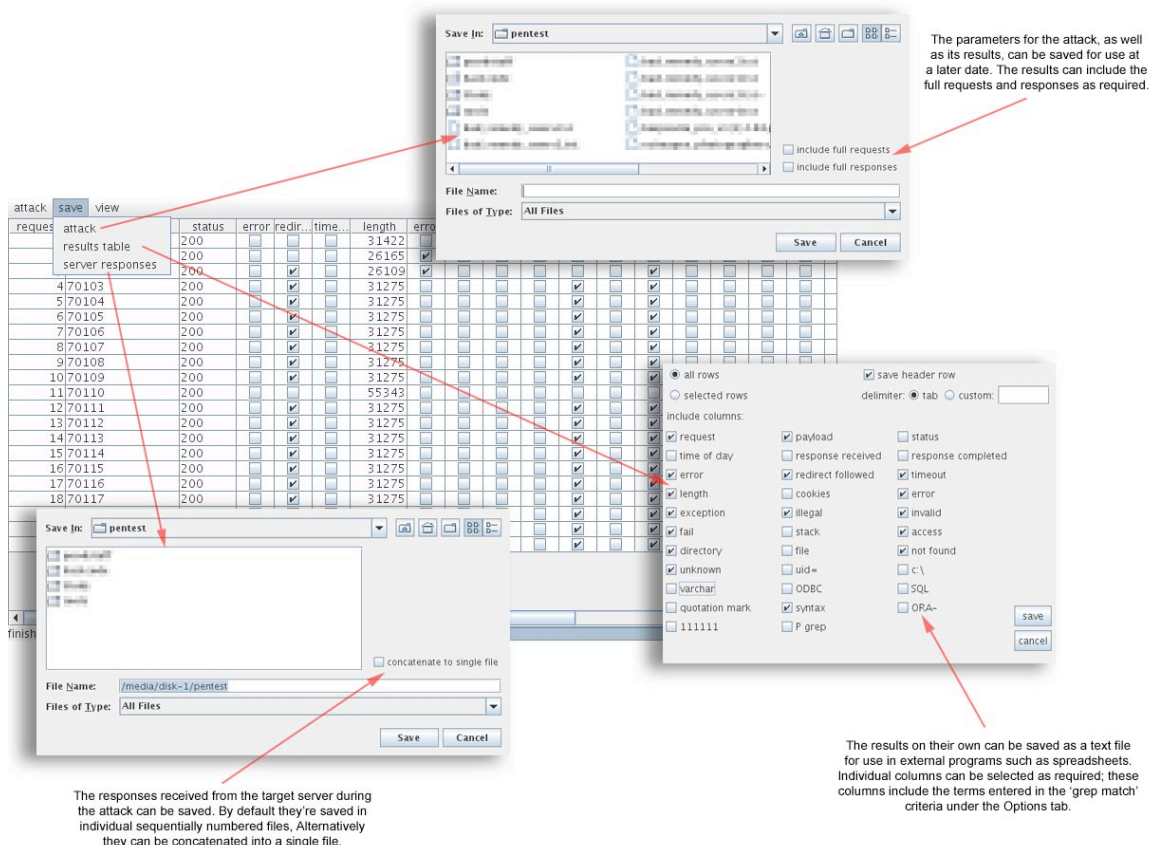 Save In: pentest
include full requests
include full responses
File Name:
Files of Type: All Files
Save Cancel
The parameters for the attack, as well
as its results, can be saved for use at
a later date. The results can include the
full requests and responses as required.
attack save view
attack
results table
server responses
status error redir... time... length
200 31422
200 26165
200 26109
4 70103 200 31275
5 70104 200 31275
6 70105 200 31275
7 70106 200 31275
8 70107 200 31275
9 70108 200 31275
10 70109 200 31275
11 70110 200 55343
12 70111 200 31275
13 70112 200 31275
14 70113 200 31275
15 70114 200 31275
16 70115 200 31275
17 70116 200 31275
18 70117 200 31275
all rows save header row
selected rows delimiter: tab custom:
include columns:
request payload status
time of day response received response completed
error redirect followed timeout
length cookies error
exception illegal invalid
fail stack access
directory file not found
unknown uid= c:\
varchar ODBC SQL
quotation mark syntax ORA-
111111 P grep
save
cancel
Save In: pentest
concatenate to single file
File Name: /media/disk-1/pentest
Files of Type: All Files
Save Cancel
The results on their own can be saved as a text file
for use in external programs such as spreadsheets.
Individual columns can be selected as required; these
columns include the terms entered in the 'grep match'
criteria under the Options tab.
The responses received from the target server during
the attack can be saved. By default they're saved in
individual sequentially numbered files, Alternatively
they can be concatenated into a single file.